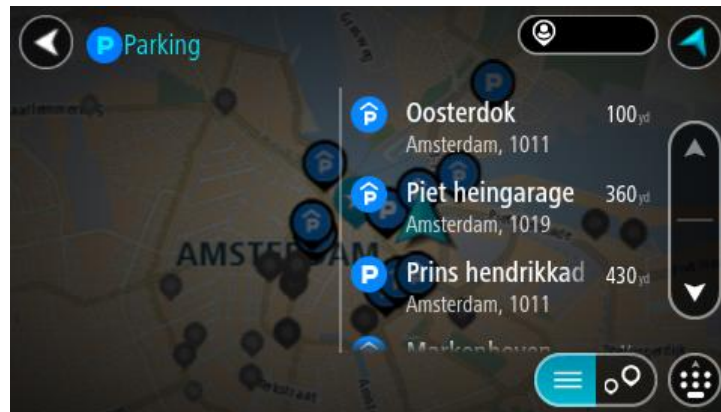 P Parking
Oosterdok 100 yd
Amsterdam, 1011
Piet heingarage 360 yd
Amsterdam, 1019
Prins hendrikkad 430 yd
Amsterdam, 1011
Markenhoven
AMSTERDAM